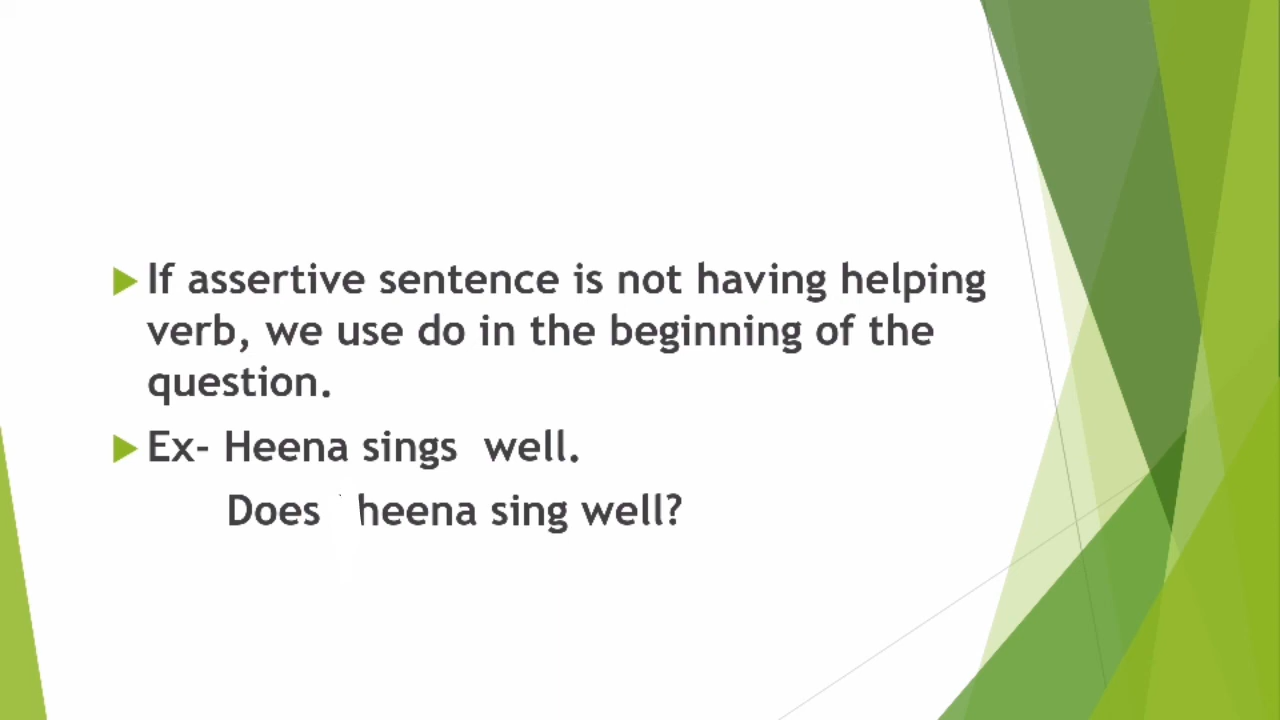 If assertive sentence is not having helping
verb, we use do in the beginning of the
question.
Ex- Heena sings well.
Does heena sing well?